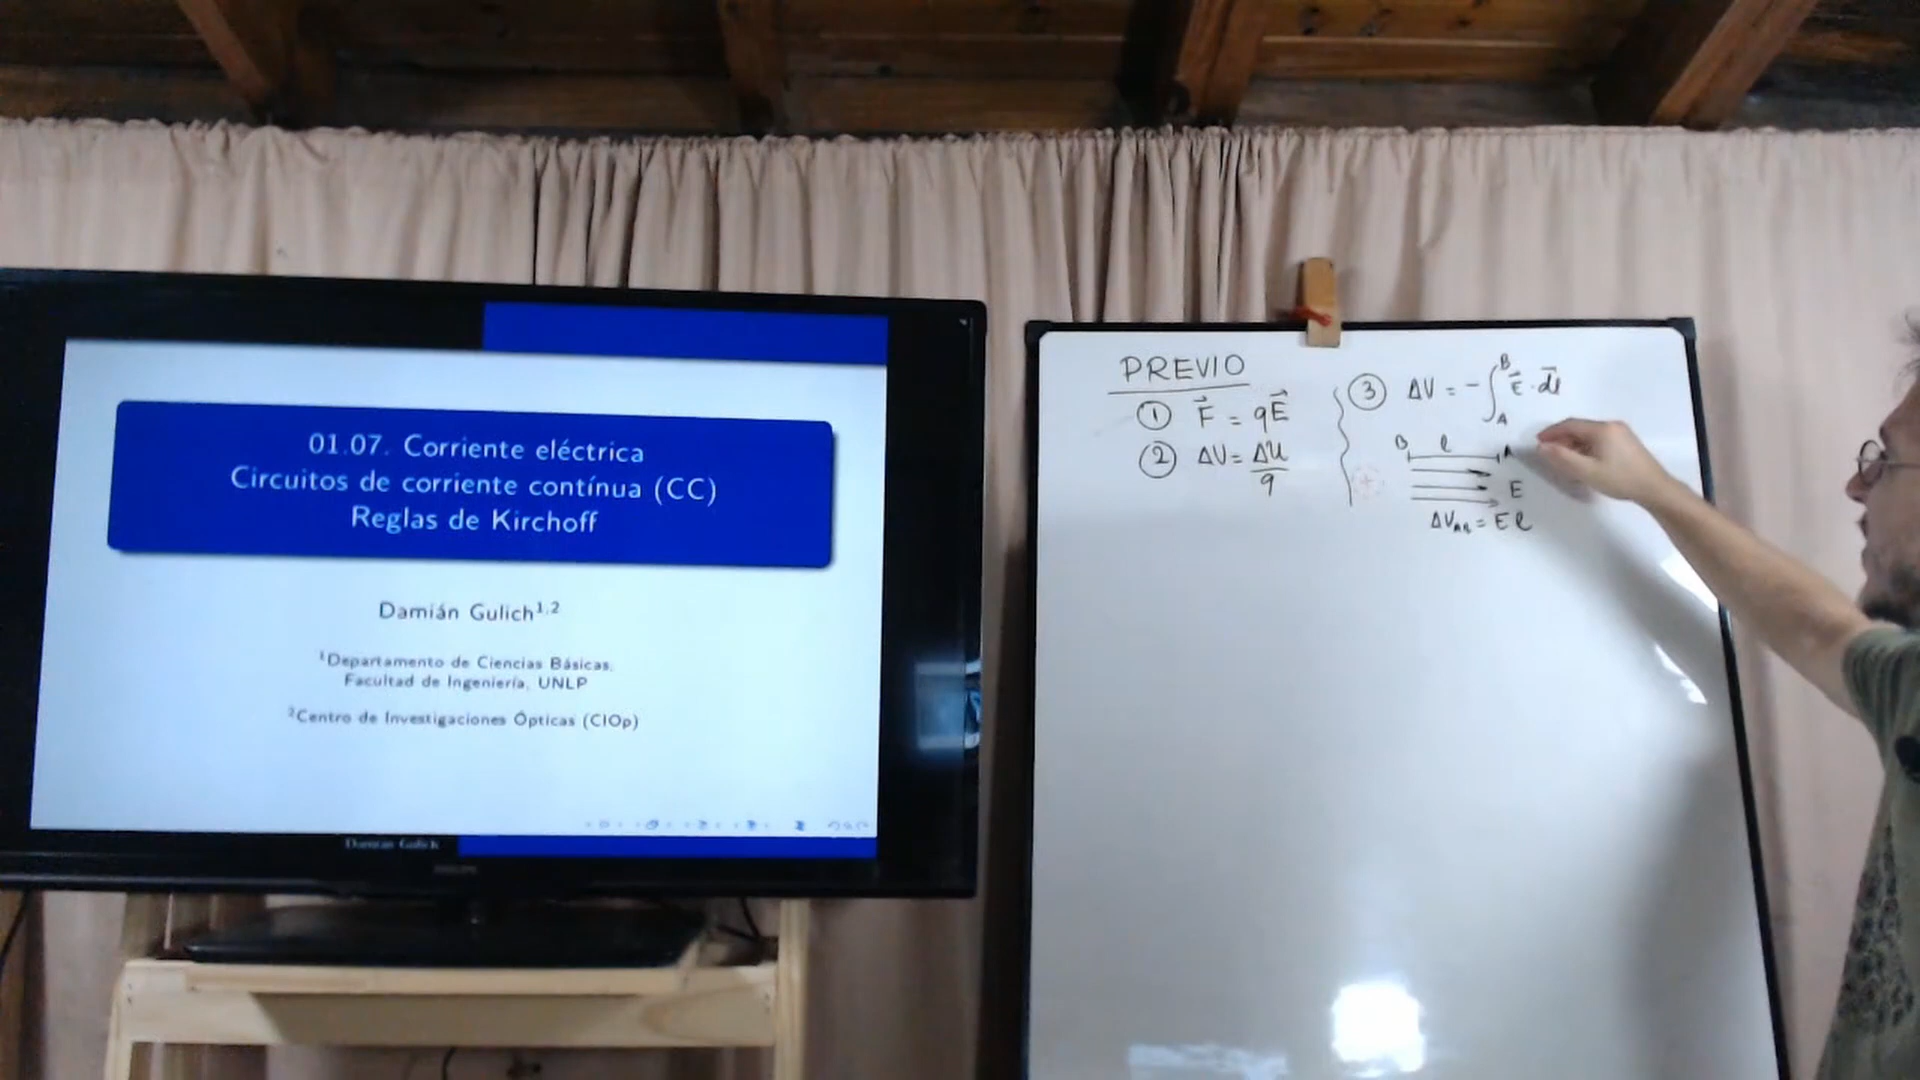 01.07. Corriente eléctrica
Circuitos de corriente contínua (CC)
Reglas de Kirchoff
Damián Gulich¹,²
¹Departamento de Ciencias Básicas,
Facultad de Ingeniería, UNLP
²Centro de Investigaciones Ópticas (CIOp)
Damián Gulich
PREVIO
① F⃗ = qE⃗
② ΔV = ΔU/q
③ ΔV = -∫_A^B E⃗ · dl⃗
B ℓ A
E
ΔV_AB = E ℓ